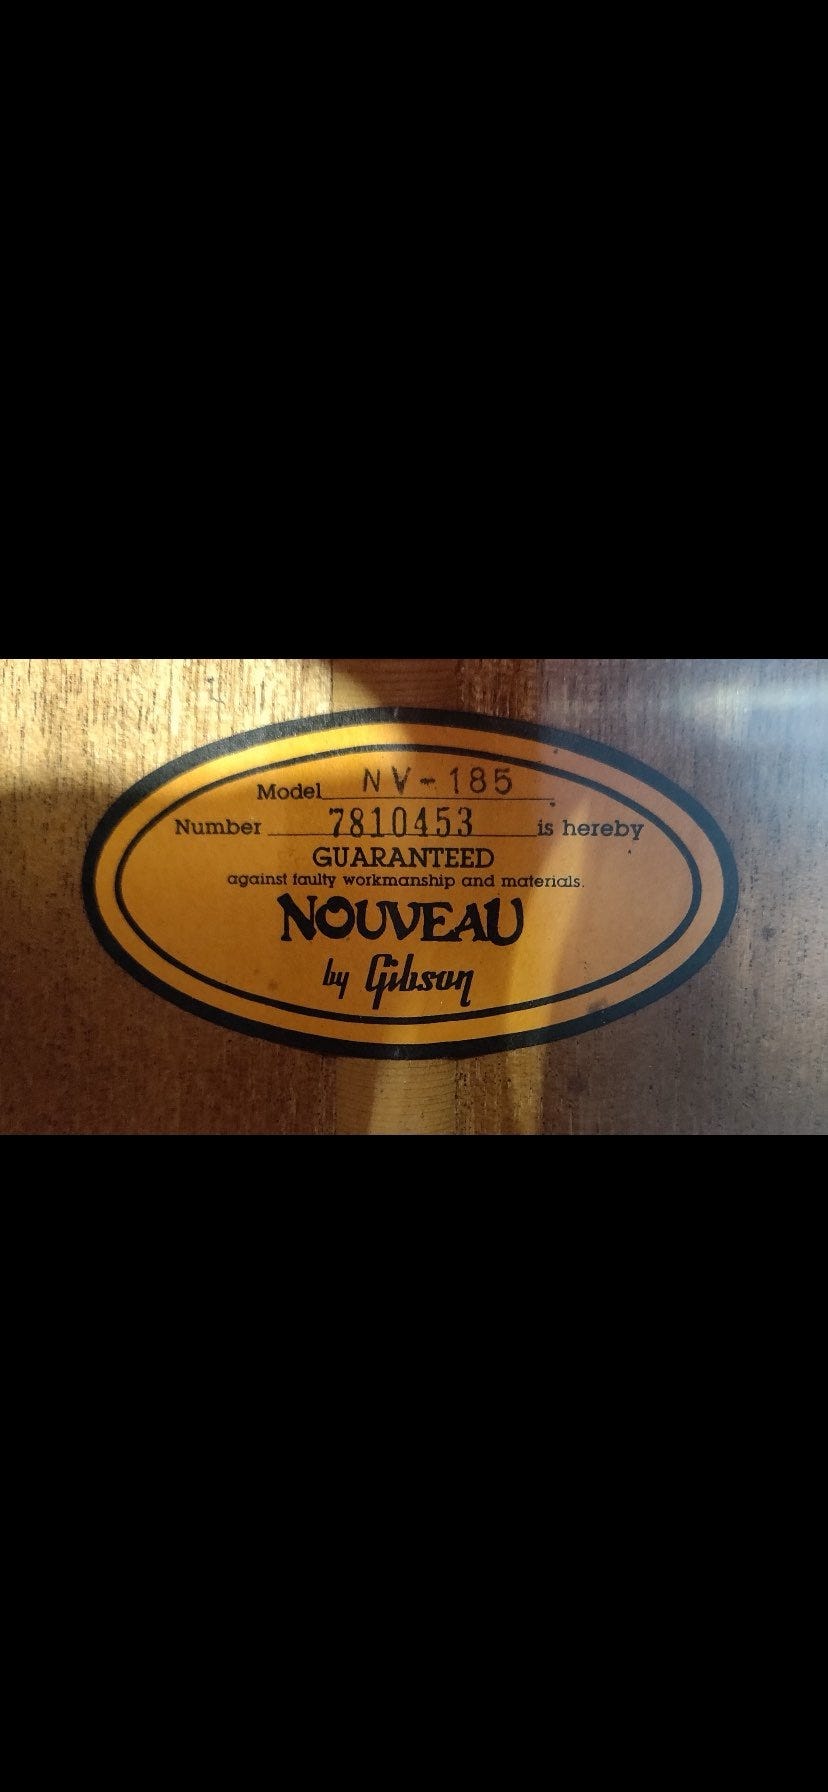 Model NV-185
Number 7810453 is hereby
GUARANTEED
against faulty workmanship and materials.
NOUVEAU
by Gibson